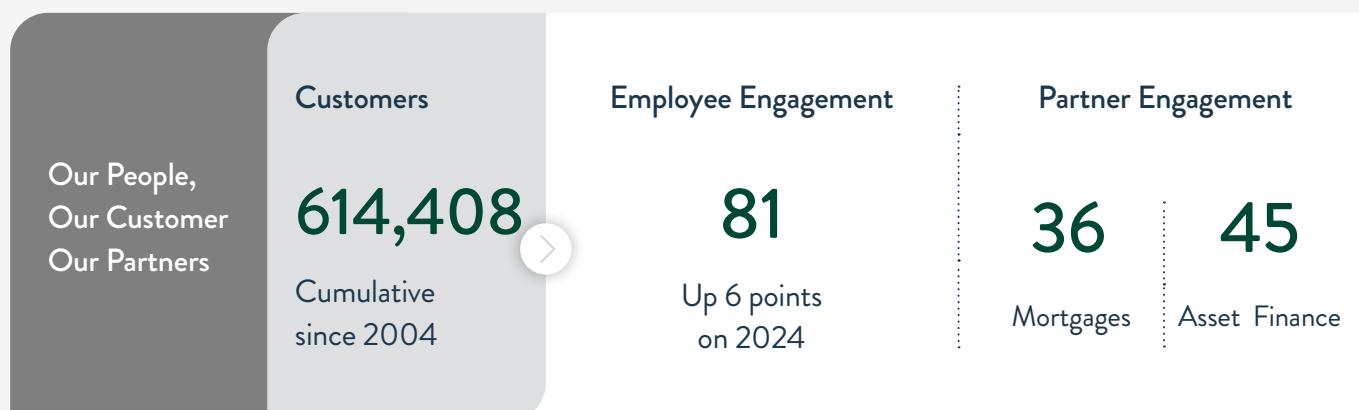 Our People,
Our Customer
Our Partners
Customers
614,408
Cumulative
since 2004
Employee Engagement
81
Up 6 points
on 2024
Partner Engagement
36
Mortgages
45
Asset Finance